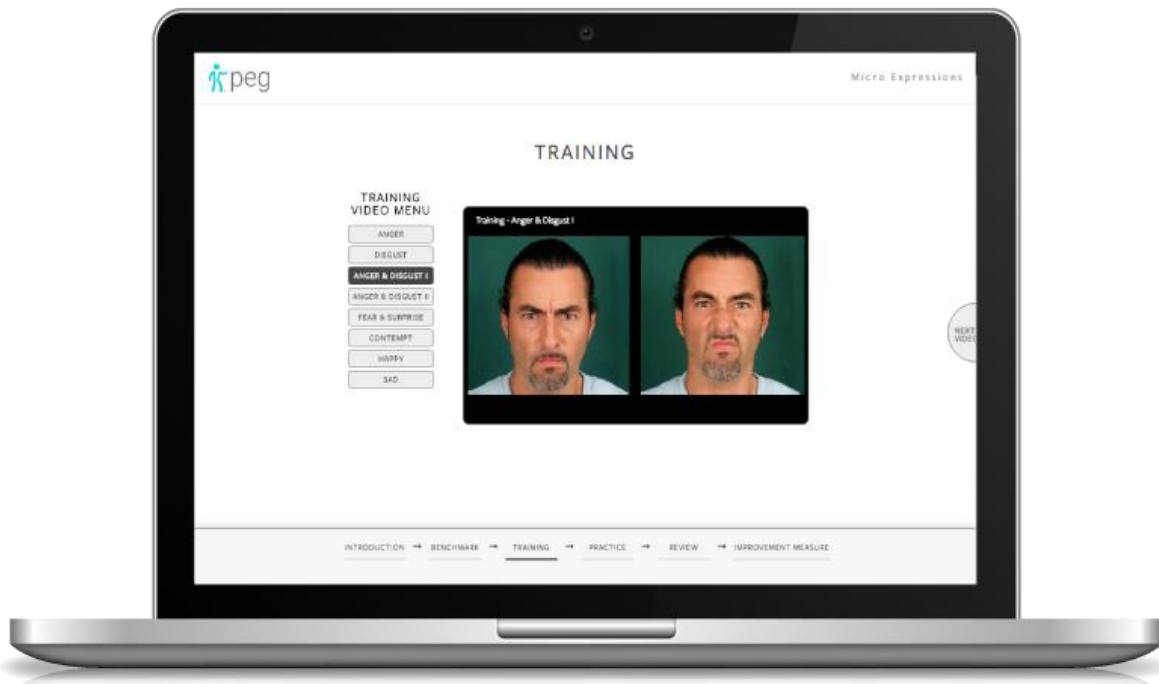 peg
Micro Expressions
TRAINING
TRAINING
VIDEO MENU
ANGER
DISGUST
ANGER & DISGUST I
ANGER & DISGUST II
FEAR & SURPRISE
CONTEMPT
HAPPY
SAD
Training - Anger & Disgust I
NEXT
VIDEO
INTRODUCTION → BENCHMARK → TRAINING → PRACTICE → REVIEW → IMPROVEMENT MEASURE